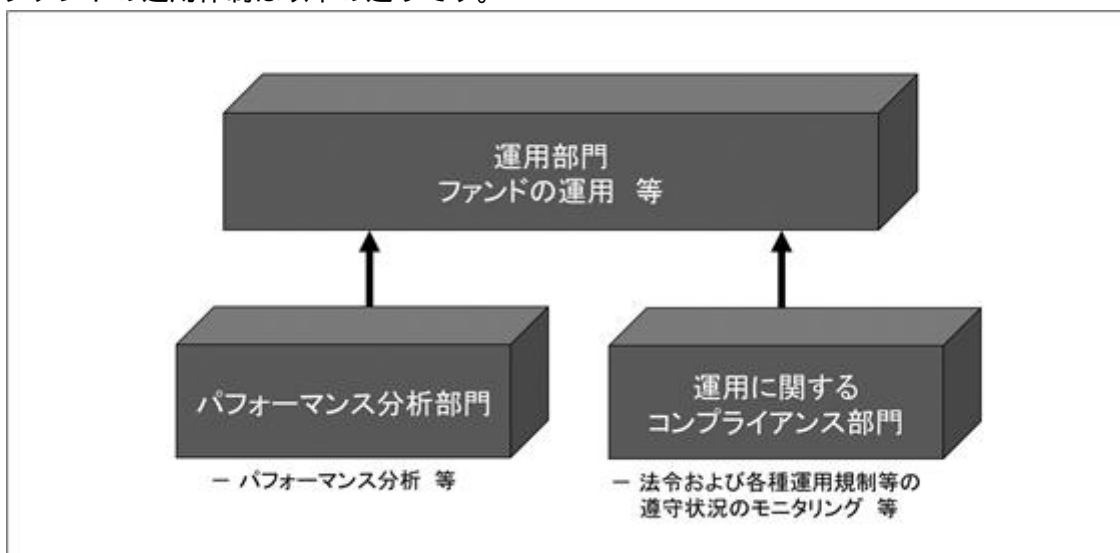 運用部門
ファンドの運用 等
パフォーマンス分析部門
－ パフォーマンス分析 等
運用に関する
コンプライアンス部門
－ 法令および各種運用規制等の
遵守状況のモニタリング 等